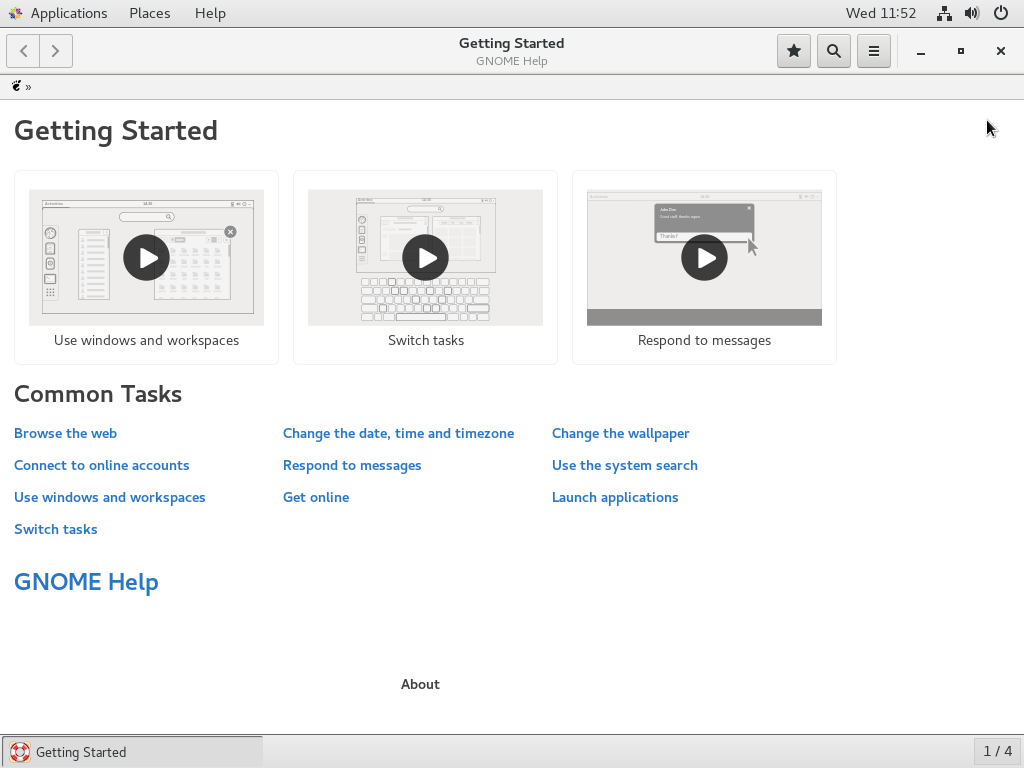 Applications Places Help Wed 11:52
Getting Started
GNOME Help
»
Getting Started
Use windows and workspaces
Switch tasks
Thanks!
Respond to messages
Common Tasks
Browse the web Change the date, time and timezone Change the wallpaper
Connect to online accounts Respond to messages Use the system search
Use windows and workspaces Get online Launch applications
Switch tasks
GNOME Help
About
Getting Started 1 / 4